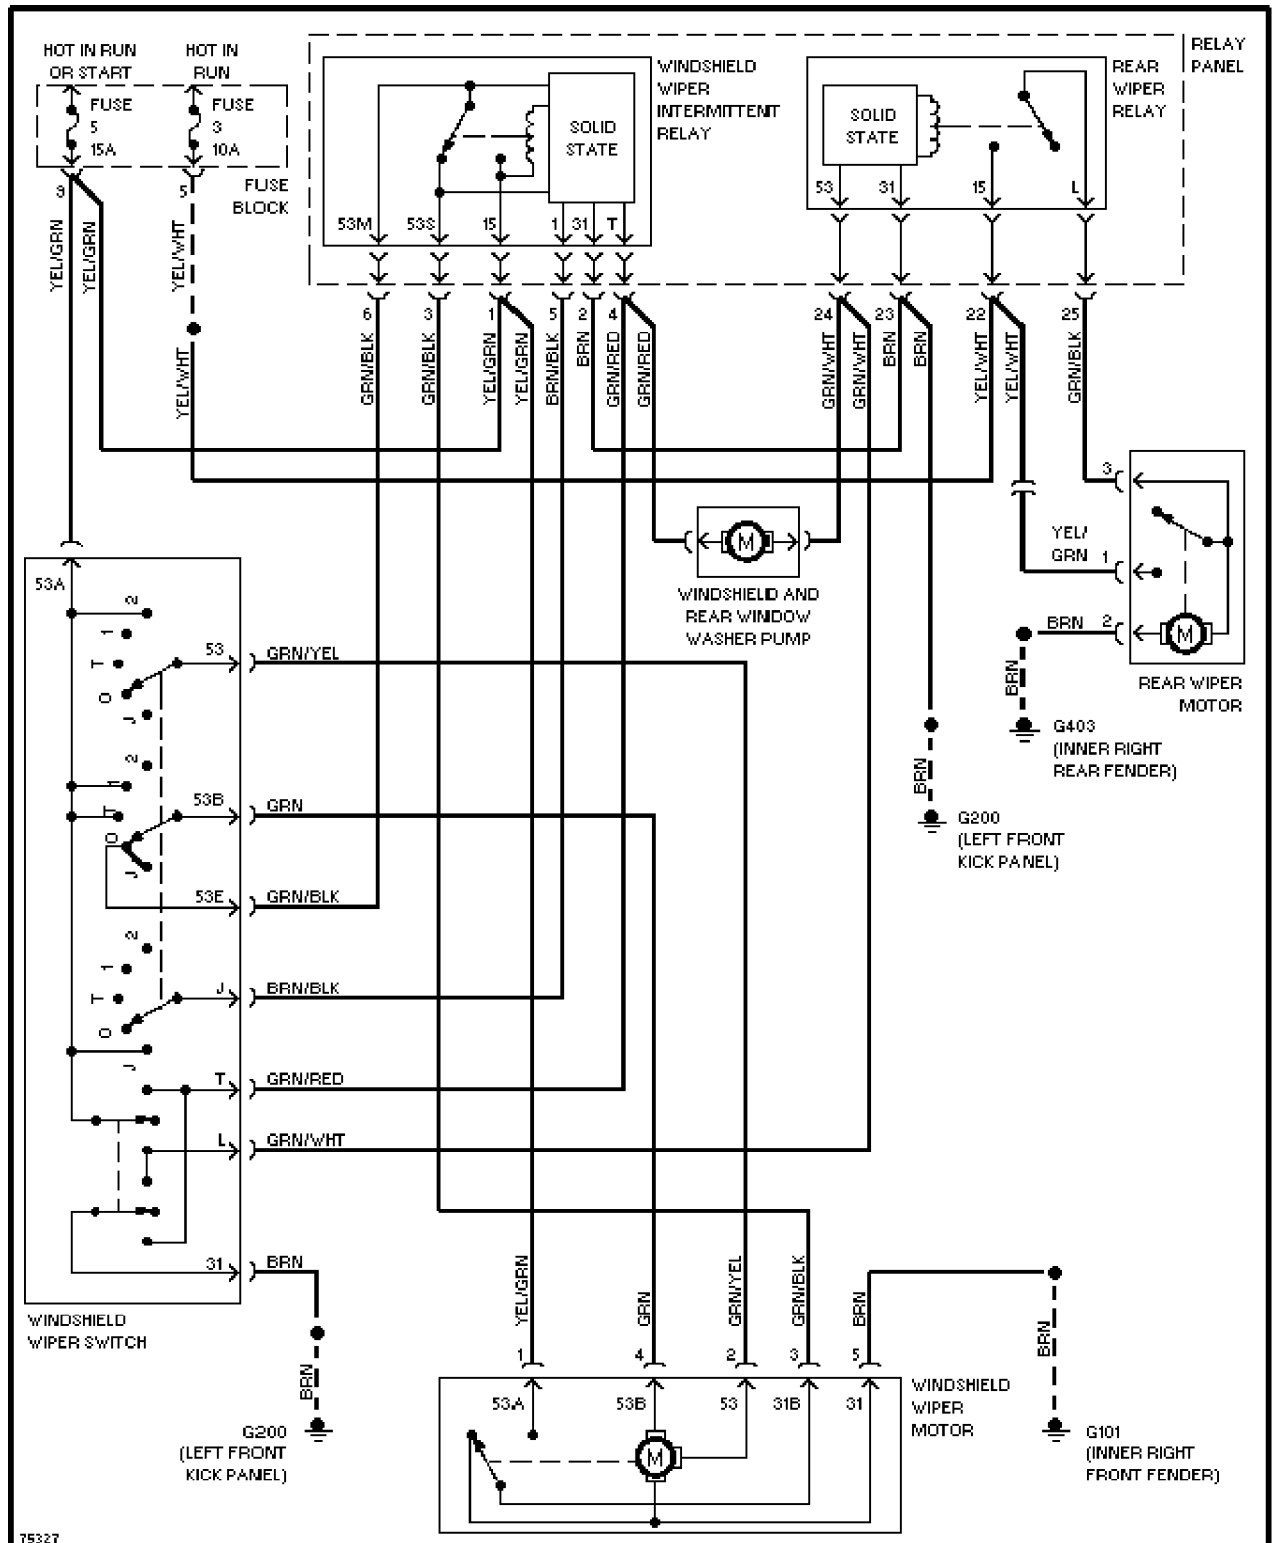 HOT IN RUN
OR START
HOT IN
RUN
FUSE
5
15A
FUSE
3
10A
FUSE
BLOCK
9
5
YEL/GRN
YEL/GRN
YEL/WHT
YEL/WHT
WINDSHIELD
WIPER
INTERMITTENT
RELAY
SOLID
STATE
53M
53S
15
1
31
T
REAR
WIPER
RELAY
RELAY
PANEL
SOLID
STATE
53
31
15
L
6
3
1
5
2
4
24
23
22
25
GRN/BLK
GRN/BLK
YEL/GRN
YEL/GRN
BRN/BLK
BRN
GRN/RED
GRN/RED
GRN/WHT
GRN/WHT
BRN
BRN
YEL/WHT
YEL/WHT
GRN/BLK
3
YEL/
GRN
1
BRN
2
M
REAR WIPER
MOTOR
BRN
G403
(INNER RIGHT
REAR FENDER)
M
WINDSHIELD AND
REAR WINDOW
WASHER PUMP
BRN
G200
(LEFT FRONT
KICK PANEL)
53A
2
1
T
O
J
53
GRN/YEL
2
1
T
O
J
53B
GRN
53E
GRN/BLK
2
1
T
O
J
J
BRN/BLK
T
GRN/RED
L
GRN/WHT
31
BRN
WINDSHIELD
WIPER SWITCH
BRN
G200
(LEFT FRONT
KICK PANEL)
YEL/GRN
GRN
GRN/YEL
GRN/BLK
BRN
1
4
2
3
5
53A
53B
53
31B
31
M
WINDSHIELD
WIPER
MOTOR
BRN
G101
(INNER RIGHT
FRONT FENDER)
75327